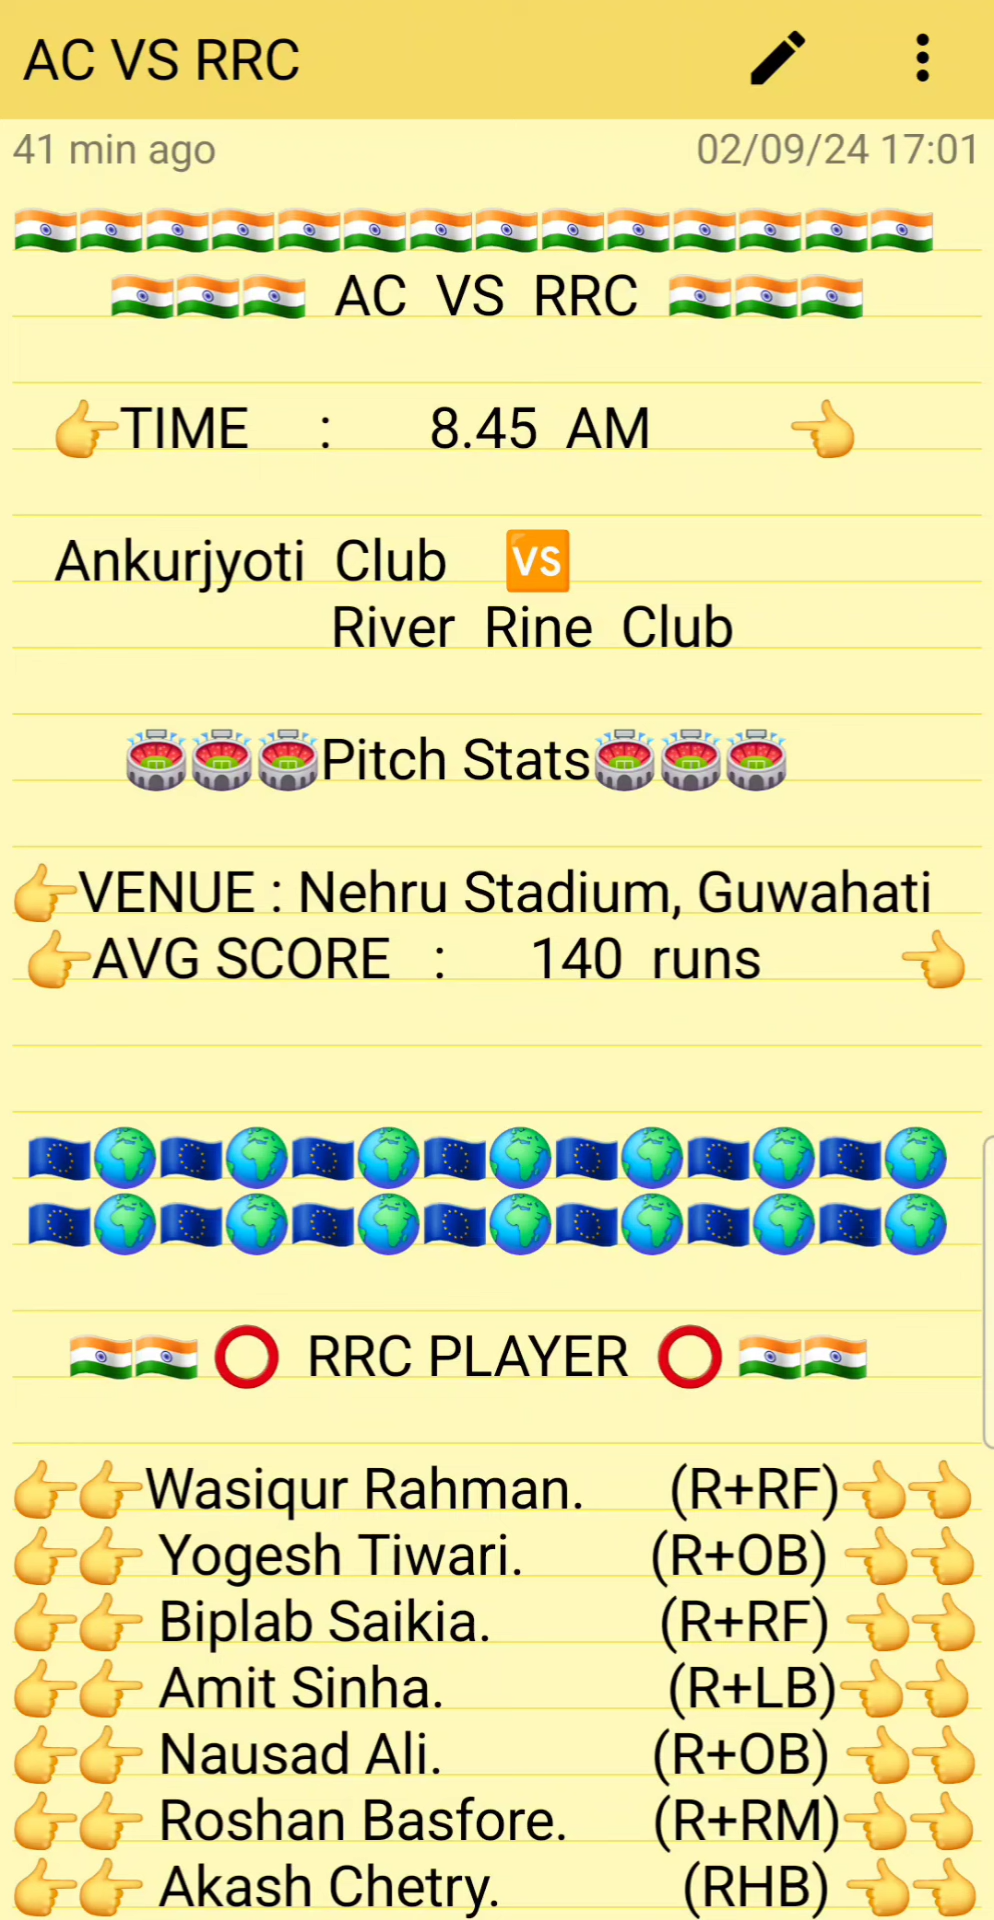 AC VS RRC
41 min ago 02/09/24 17:01
🇮🇳🇮🇳🇮🇳🇮🇳🇮🇳🇮🇳🇮🇳🇮🇳🇮🇳🇮🇳🇮🇳🇮🇳🇮🇳🇮🇳
🇮🇳🇮🇳🇮🇳 AC VS RRC 🇮🇳🇮🇳🇮🇳
👉TIME : 8.45 AM 👈
Ankurjyoti Club 🆚
River Rine Club
🏟️🏟️🏟️Pitch Stats🏟️🏟️🏟️
👉VENUE : Nehru Stadium, Guwahati
👉AVG SCORE : 140 runs 👈
🇪🇺🌍🇪🇺🌍🇪🇺🌍🇪🇺🌍🇪🇺🌍🇪🇺🌍🇪🇺🌍
🇪🇺🌍🇪🇺🌍🇪🇺🌍🇪🇺🌍🇪🇺🌍🇪🇺🌍🇪🇺🌍
🇮🇳🇮🇳⭕ RRC PLAYER ⭕🇮🇳🇮🇳
👉👉Wasiqur Rahman. (R+RF)👈👈
👉👉 Yogesh Tiwari. (R+OB) 👈👈
👉👉 Biplab Saikia. (R+RF) 👈👈
👉👉 Amit Sinha. (R+LB)👈👈
👉👉 Nausad Ali. (R+OB) 👈👈
👉👉 Roshan Basfore. (R+RM)👈👈
👉👉 Akash Chetry. (RHB) 👈👈